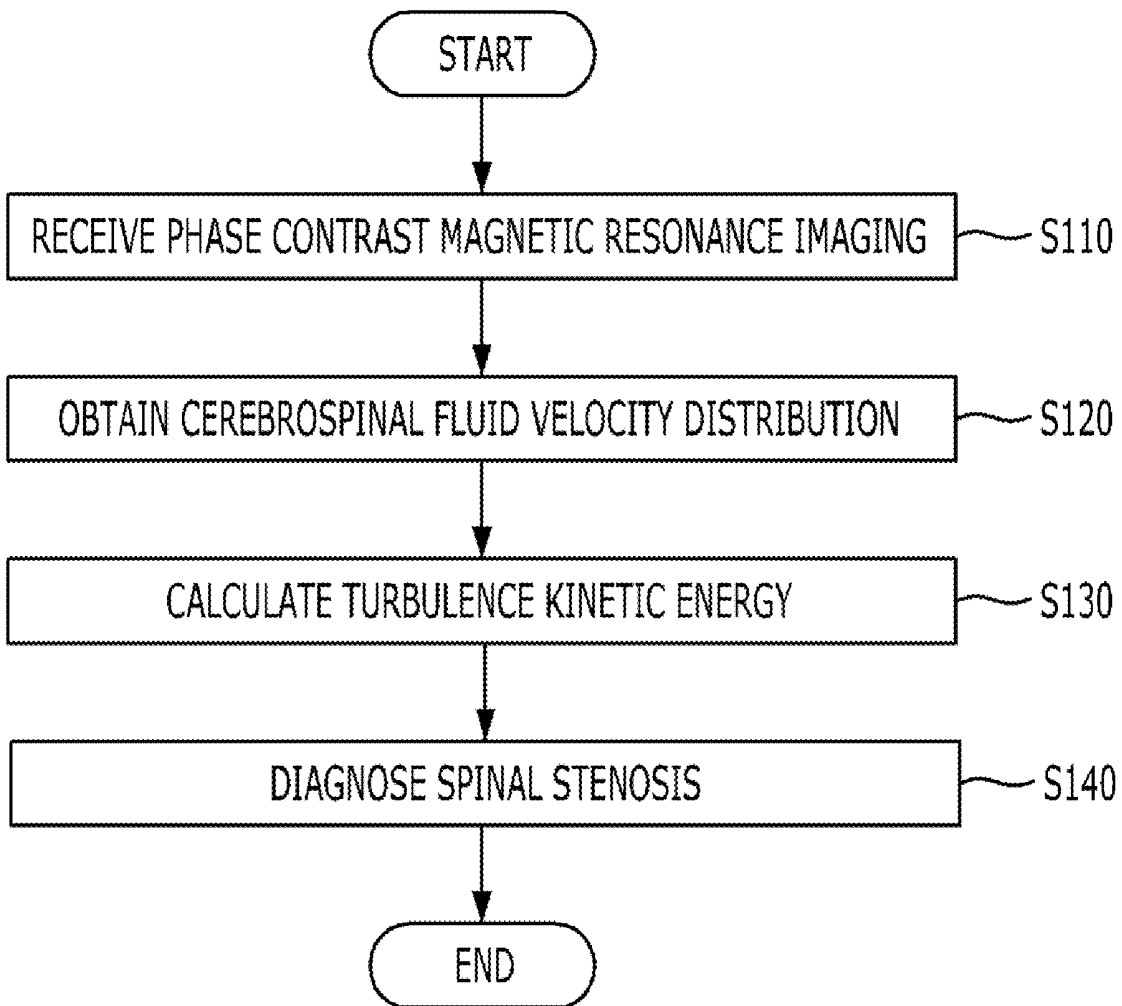 START
RECEIVE PHASE CONTRAST MAGNETIC RESONANCE IMAGING
S110
OBTAIN CEREBROSPINAL FLUID VELOCITY DISTRIBUTION
S120
CALCULATE TURBULENCE KINETIC ENERGY
S130
DIAGNOSE SPINAL STENOSIS
S140
END